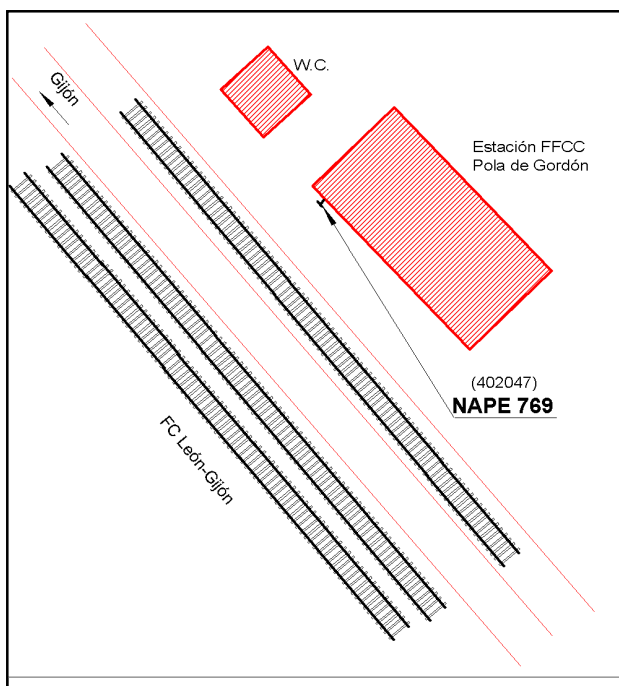 W.C.
Gijón
Estación FFCC
Pola de Gordón
(402047)
NAPE 769
FC León-Gijón